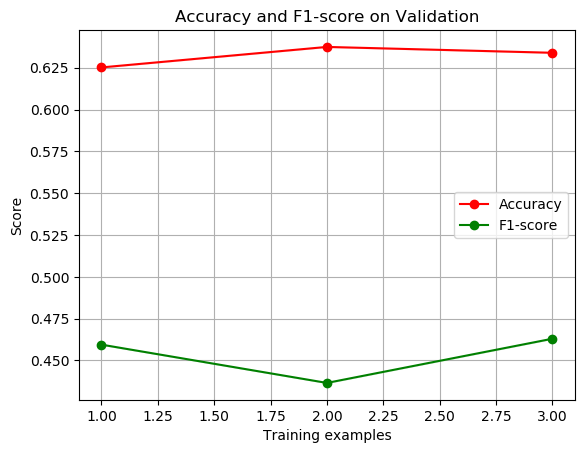 Accuracy and F1-score on Validation
Score
0.625
0.600
0.575
0.550
0.525
0.500
0.475
0.450
Accuracy
F1-score
1.00 1.25 1.50 1.75 2.00 2.25 2.50 2.75 3.00
Training examples